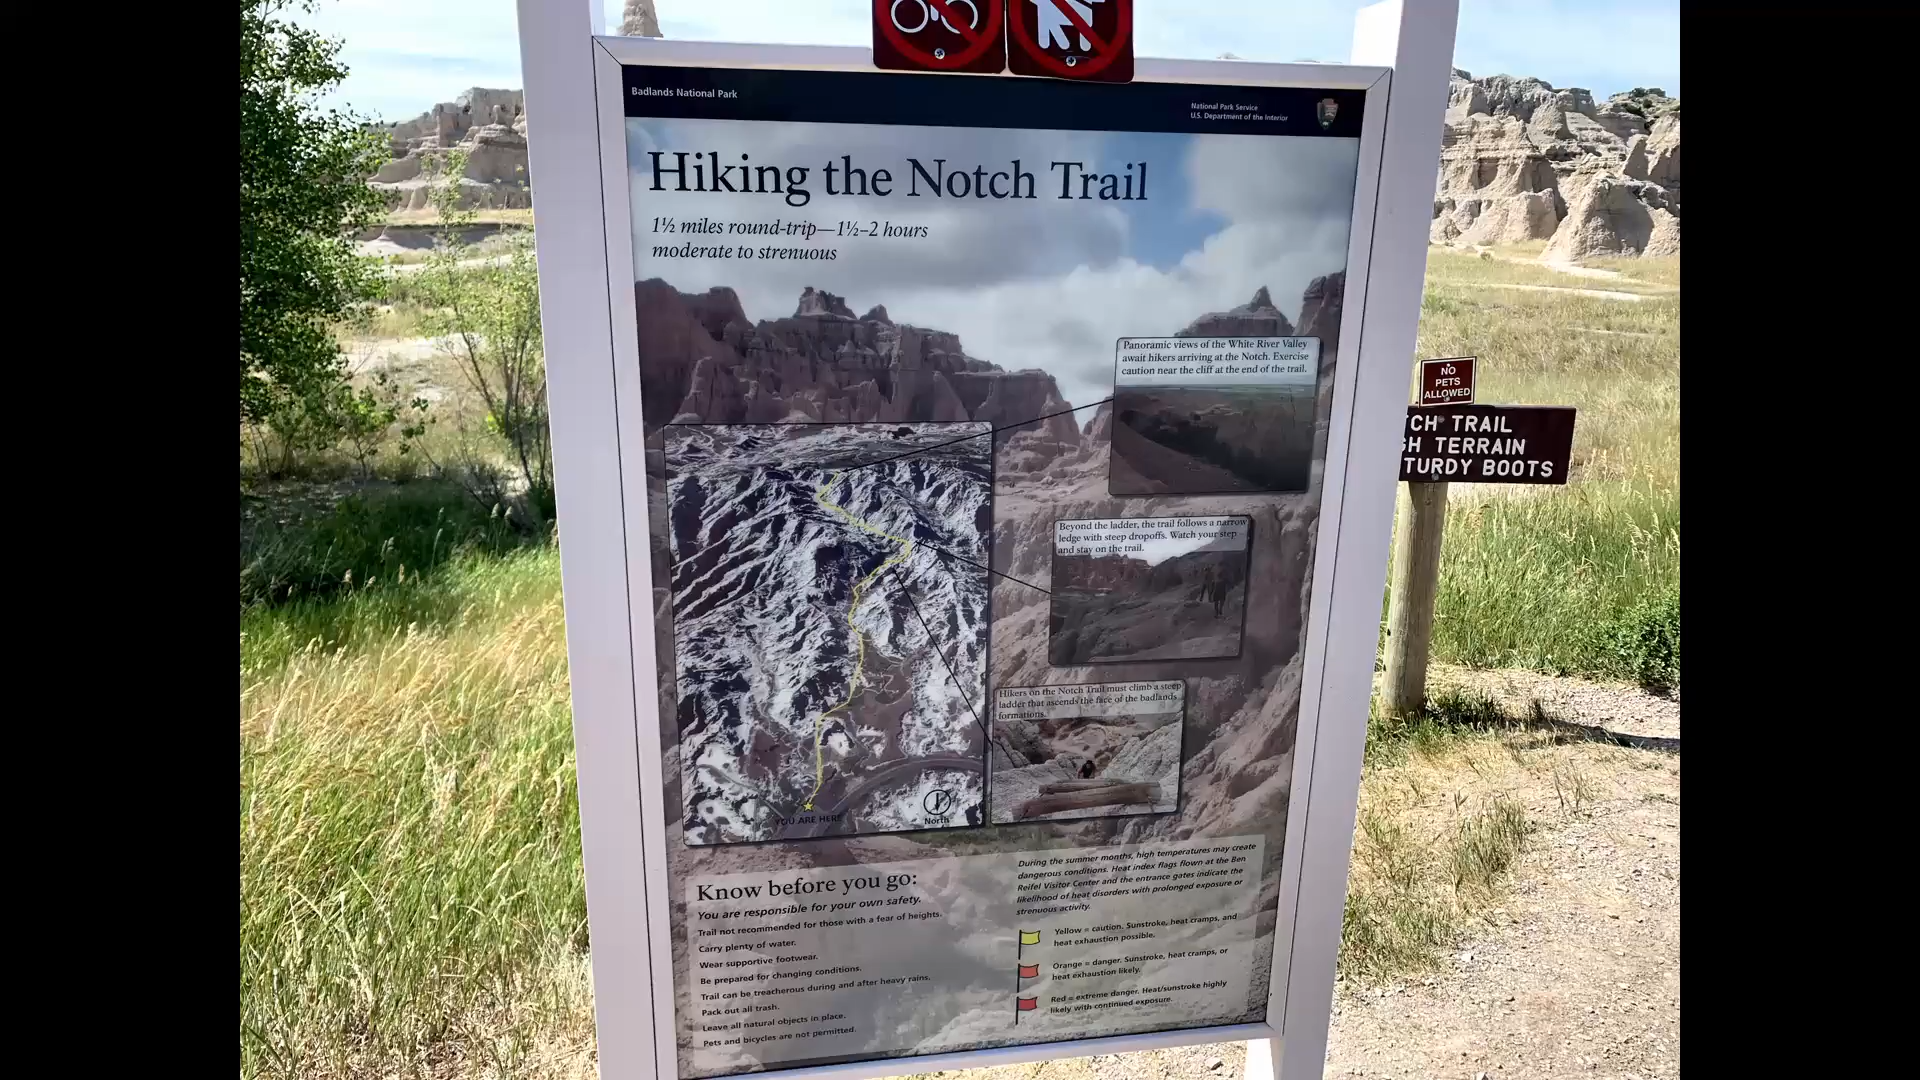 Badlands National Park
National Park Service
U.S. Department of the Interior
Hiking the Notch Trail
1½ miles round-trip—1½–2 hours
moderate to strenuous
Panoramic views of the White River Valley
await hikers arriving at the Notch. Exercise
caution near the cliff at the end of the trail.
Beyond the ladder, the trail follows a narrow
ledge with steep dropoffs. Watch your step
and stay on the trail.
Hikers on the Notch Trail must climb a steep
ladder that ascends the face of the badlands
formations.
YOU ARE HERE
North
Know before you go:
You are responsible for your own safety.
Trail not recommended for those with a fear of heights.
Carry plenty of water.
Wear supportive footwear.
Be prepared for changing conditions.
Trail can be treacherous during and after heavy rains.
Pack out all trash.
Leave all natural objects in place.
Pets and bicycles are not permitted.
During the summer months, high temperatures may create
dangerous conditions. Heat index flags flown at the Ben
Reifel Visitor Center and the entrance gates indicate the
likelihood of heat disorders with prolonged exposure or
strenuous activity.
Yellow = caution. Sunstroke, heat cramps, and
heat exhaustion possible.
Orange = danger. Sunstroke, heat cramps, or
heat exhaustion likely.
Red = extreme danger. Heat/sunstroke highly
likely with continued exposure.
NO
PETS
ALLOWED
TCH TRAIL
GH TERRAIN
TURDY BOOTS